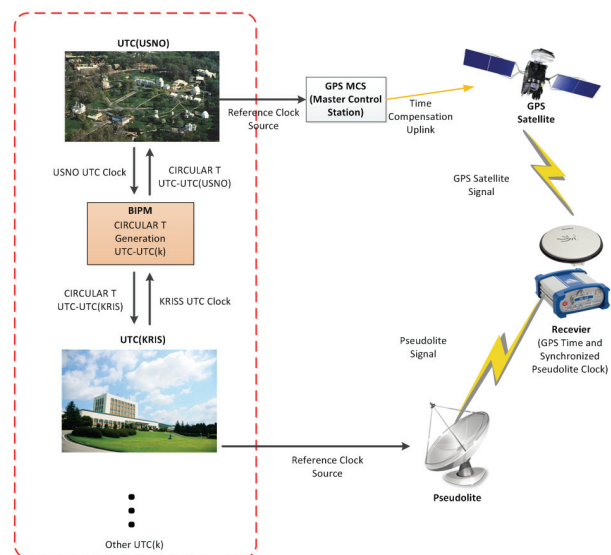 UTC(USNO)
Reference Clock
Source
GPS MCS
(Master Control
Station)
Time
Compensation
Uplink
GPS
Satellite
USNO UTC Clock
CIRCULAR T
UTC-UTC(USNO)
GPS Satellite
Signal
BIPM
CIRCULAR T
Generation
UTC-UTC(k)
CIRCULAR T
UTC-UTC(KRIS)
KRISS UTC Clock
Recevier
(GPS Time and
Synchronized
Pseudolite Clock)
UTC(KRIS)
Pseudolite
Signal
Reference Clock
Source
Pseudolite
Other UTC(k)